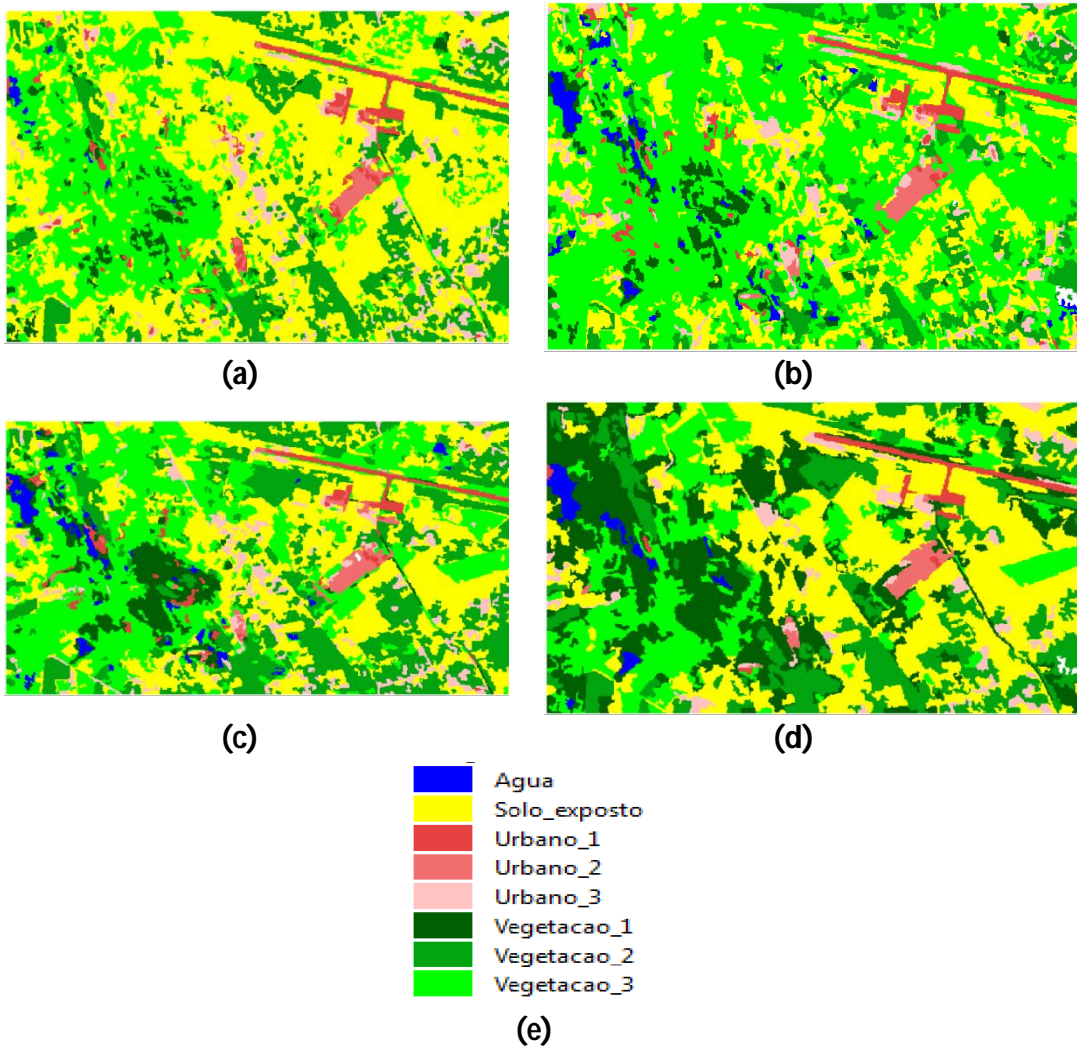 (a)
(b)
(c)
(d)
Agua
Solo_exposto
Urbano_1
Urbano_2
Urbano_3
Vegetacao_1
Vegetacao_2
Vegetacao_3
(e)